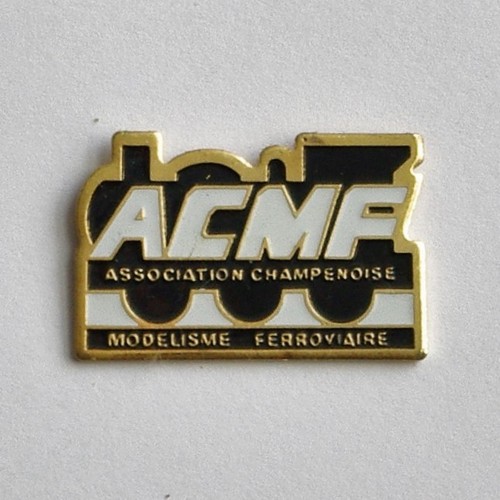 ACMF
ASSOCIATION CHAMPENOISE
MODELISME FERROVIAIRE